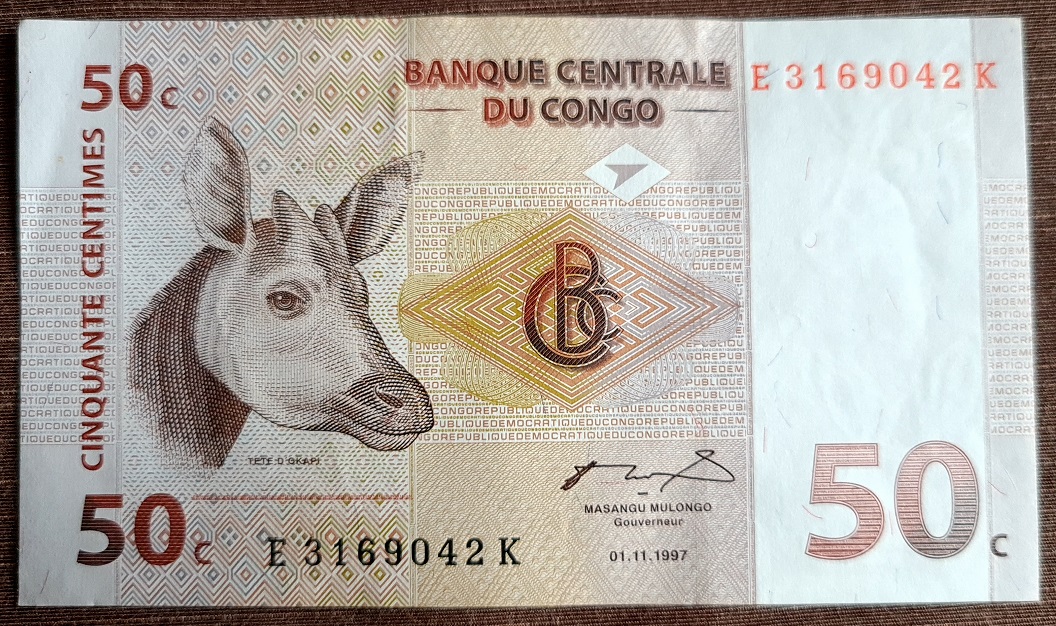 50 C
BANQUE CENTRALE
DU CONGO
E 3169042 K
CINQUANTE CENTIMES
BCC
TETE D'OKAPI
MASANGU MULONGO
Gouverneur
01.11.1997
50 C
E 3169042 K
50 C